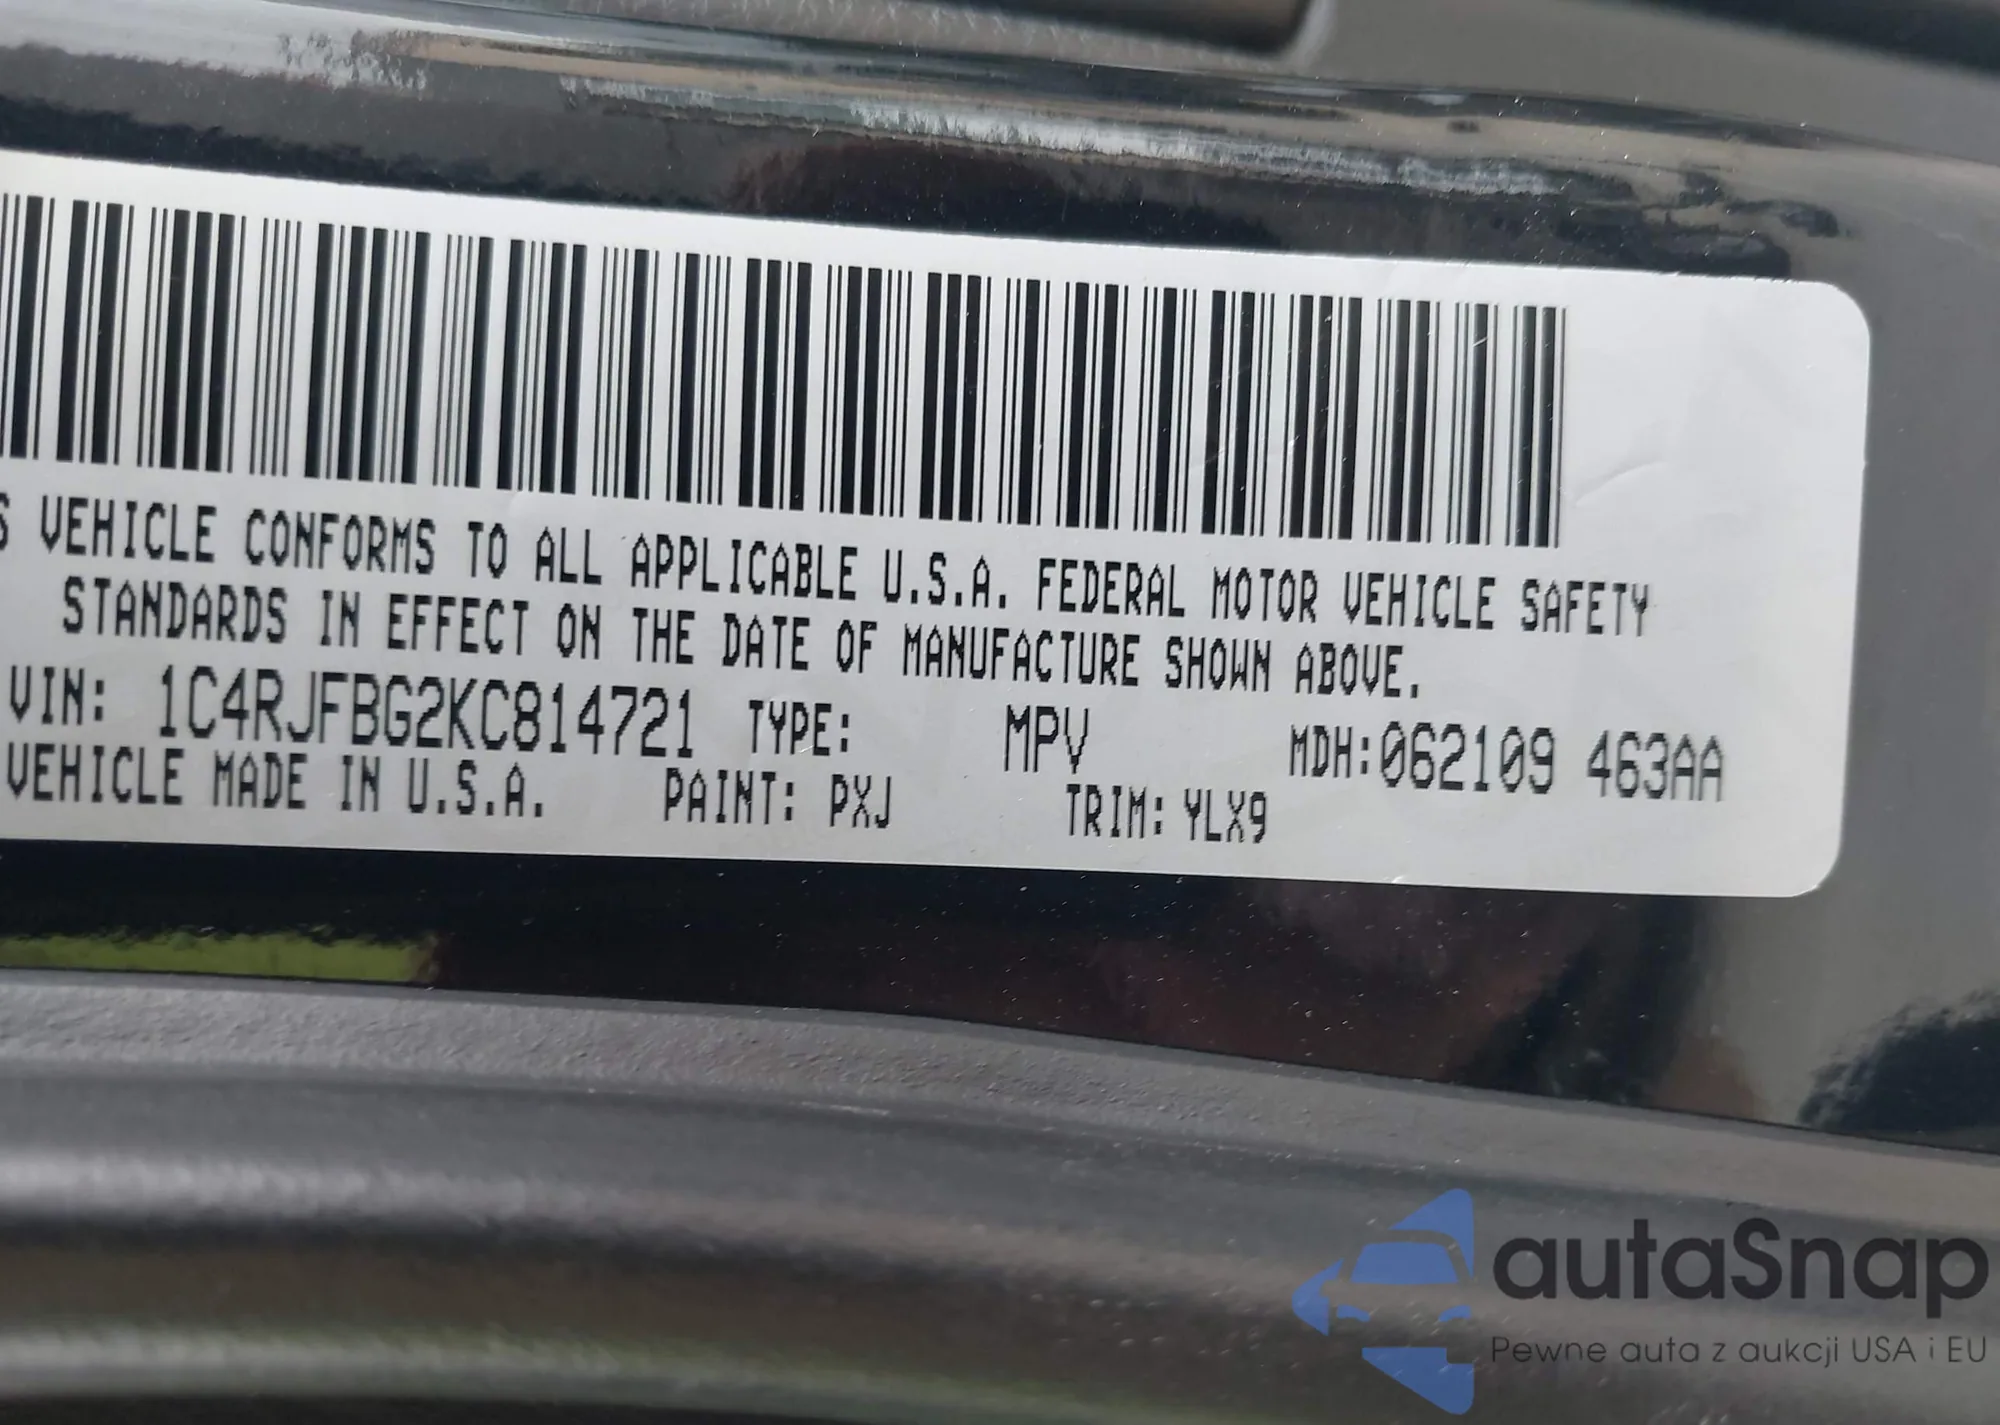 S VEHICLE CONFORMS TO ALL APPLICABLE U.S.A. FEDERAL MOTOR VEHICLE SAFETY
STANDARDS IN EFFECT ON THE DATE OF MANUFACTURE SHOWN ABOVE.
VIN: 1C4RJFBG2KC814721 TYPE: MPV MDH:062109 463AA
VEHICLE MADE IN U.S.A. PAINT: PXJ TRIM: YLX9
autaSnap
Pewne auta z aukcji USA i EU